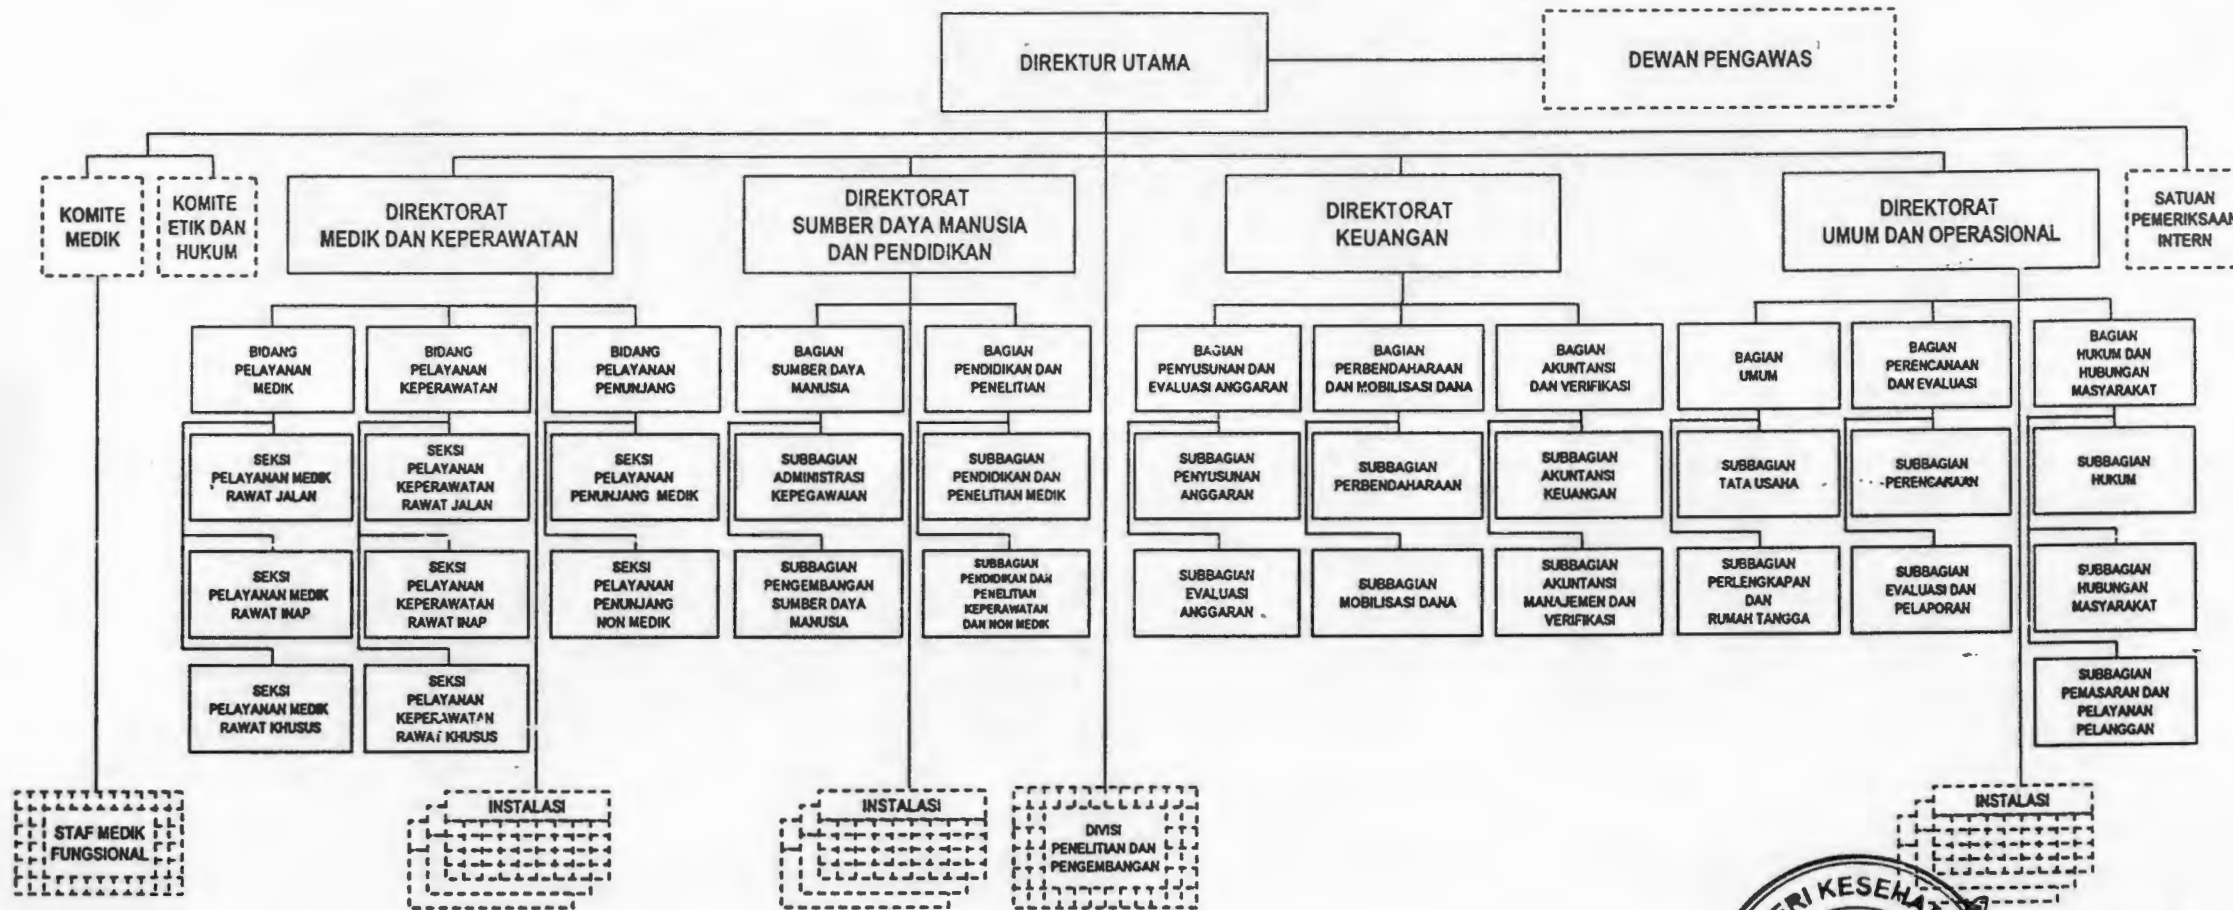 DIREKTUR UTAMA
DEWAN PENGAWAS
KOMITE
MEDIK
KOMITE
ETIK DAN
HUKUM
DIREKTORAT
MEDIK DAN KEPERAWATAN
DIREKTORAT
SUMBER DAYA MANUSIA
DAN PENDIDIKAN
DIREKTORAT
KEUANGAN
DIREKTORAT
UMUM DAN OPERASIONAL
SATUAN
PEMERIKSAAN
INTERN
BIDANG
PELAYANAN
MEDIK
BIDANG
PELAYANAN
KEPERAWATAN
BIDANG
PELAYANAN
PENUNJANG
BAGIAN
SUMBER DAYA
MANUSIA
BAGIAN
PENDIDIKAN DAN
PENELITIAN
BAGIAN
PENYUSUNAN DAN
EVALUASI ANGGARAN
BAGIAN
PERBENDAHARAAN
DAN MOBILISASI DANA
BAGIAN
AKUNTANSI
DAN VERIFIKASI
BAGIAN
UMUM
BAGIAN
PERENCANAAN
DAN EVALUASI
BAGIAN
HUKUM DAN
HUBUNGAN
MASYARAKAT
SEKSI
PELAYANAN MEDIK
RAWAT JALAN
SEKSI
PELAYANAN
KEPERAWATAN
RAWAT JALAN
SEKSI
PELAYANAN
PENUNJANG MEDIK
SUBBAGIAN
ADMINISTRASI
KEPEGAWAIAN
SUBBAGIAN
PENDIDIKAN DAN
PENELITIAN MEDIK
SUBBAGIAN
PENYUSUNAN
ANGGARAN
SUBBAGIAN
PERBENDAHARAAN
SUBBAGIAN
AKUNTANSI
KEUANGAN
SUBBAGIAN
TATA USAHA
SUBBAGIAN
PERENCANAAN
SUBBAGIAN
HUKUM
SEKSI
PELAYANAN MEDIK
RAWAT INAP
SEKSI
PELAYANAN
KEPERAWATAN
RAWAT INAP
SEKSI
PELAYANAN
PENUNJANG
NON MEDIK
SUBBAGIAN
PENGEMBANGAN
SUMBER DAYA
MANUSIA
SUBBAGIAN
PENDIDIKAN DAN
PENELITIAN
KEPERAWATAN
DAN NON MEDIK
SUBBAGIAN
EVALUASI
ANGGARAN
SUBBAGIAN
MOBILISASI DANA
SUBBAGIAN
AKUNTANSI
MANAJEMEN DAN
VERIFIKASI
SUBBAGIAN
PERLENGKAPAN
DAN
RUMAH TANGGA
SUBBAGIAN
EVALUASI DAN
PELAPORAN
SUBBAGIAN
HUBUNGAN
MASYARAKAT
SEKSI
PELAYANAN MEDIK
RAWAT KHUSUS
SEKSI
PELAYANAN
KEPERAWATAN
RAWAT KHUSUS
SUBBAGIAN
PEMASARAN DAN
PELAYANAN
PELANGGAN
STAF MEDIK
FUNGSIONAL
INSTALASI
INSTALASI
DIVISI
PENELITIAN DAN
PENGEMBANGAN
INSTALASI